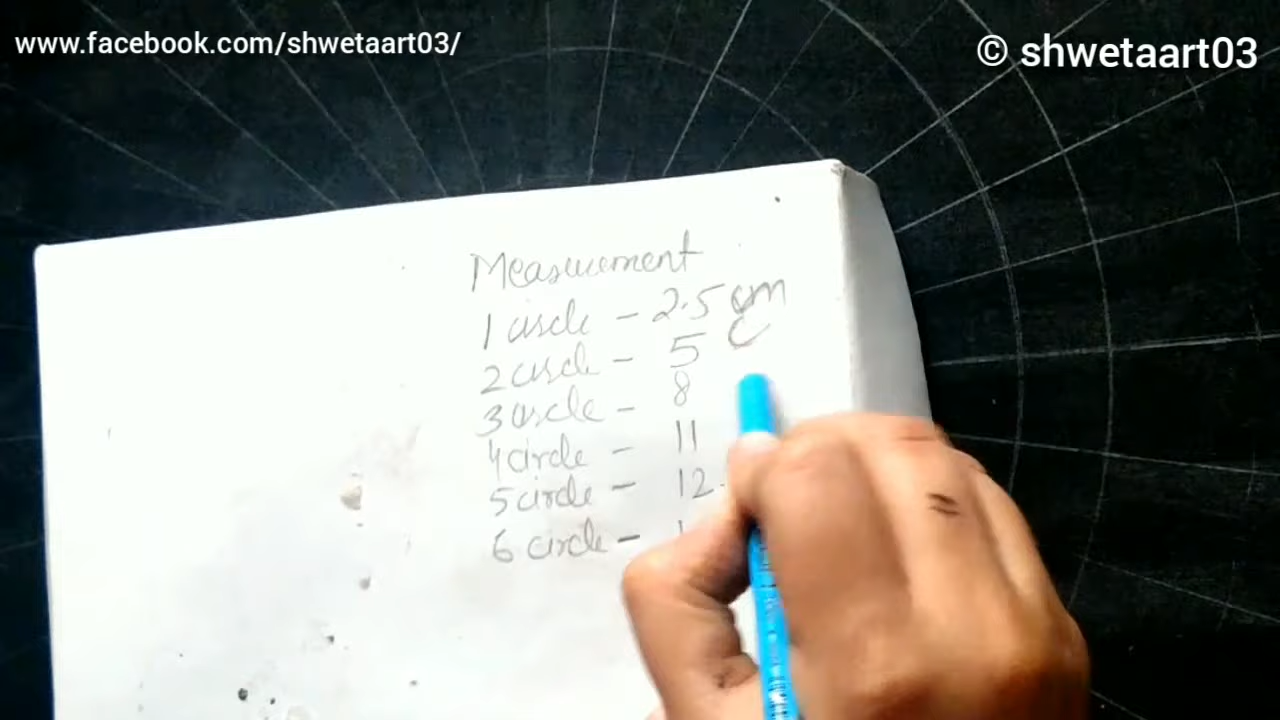 www.facebook.com/shwetaart03/
© shwetaart03
Measurement
1 circle - 2.5 cm
2 circle - 5 C
3 circle - 8
4 circle - 11
5 circle - 12.
6 circle -